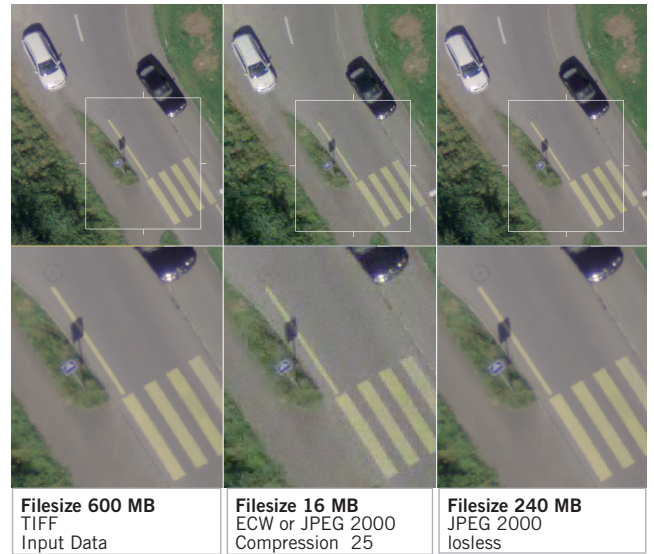 Filesize 600 MB
TIFF
Input Data
Filesize 16 MB
ECW or JPEG 2000
Compression 25
Filesize 240 MB
JPEG 2000
losless